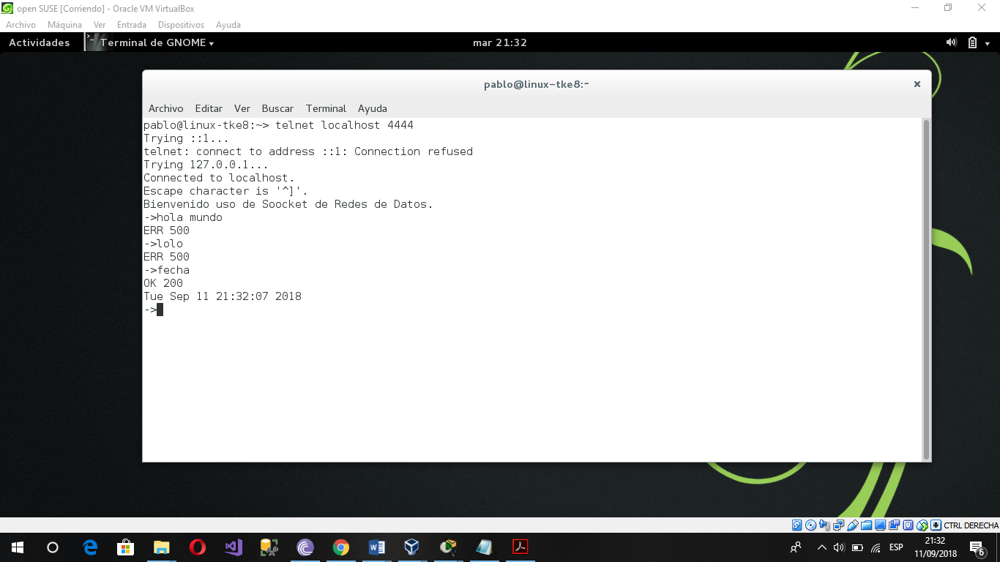 open SUSE [Corriendo] - Oracle VM VirtualBox
Archivo Máquina Ver Entrada Dispositivos Ayuda
Actividades Terminal de GNOME mar 21:32
pablo@linux-tke8:~
Archivo Editar Ver Buscar Terminal Ayuda
pablo@linux-tke8:~> telnet localhost 4444
Trying ::1...
telnet: connect to address ::1: Connection refused
Trying 127.0.0.1...
Connected to localhost.
Escape character is '^]'.
Bienvenido uso de Soocket de Redes de Datos.
->hola mundo
ERR 500
->lolo
ERR 500
->fecha
OK 200
Tue Sep 11 21:32:07 2018
->
CTRL DERECHA
ESP
21:32
11/09/2018
6